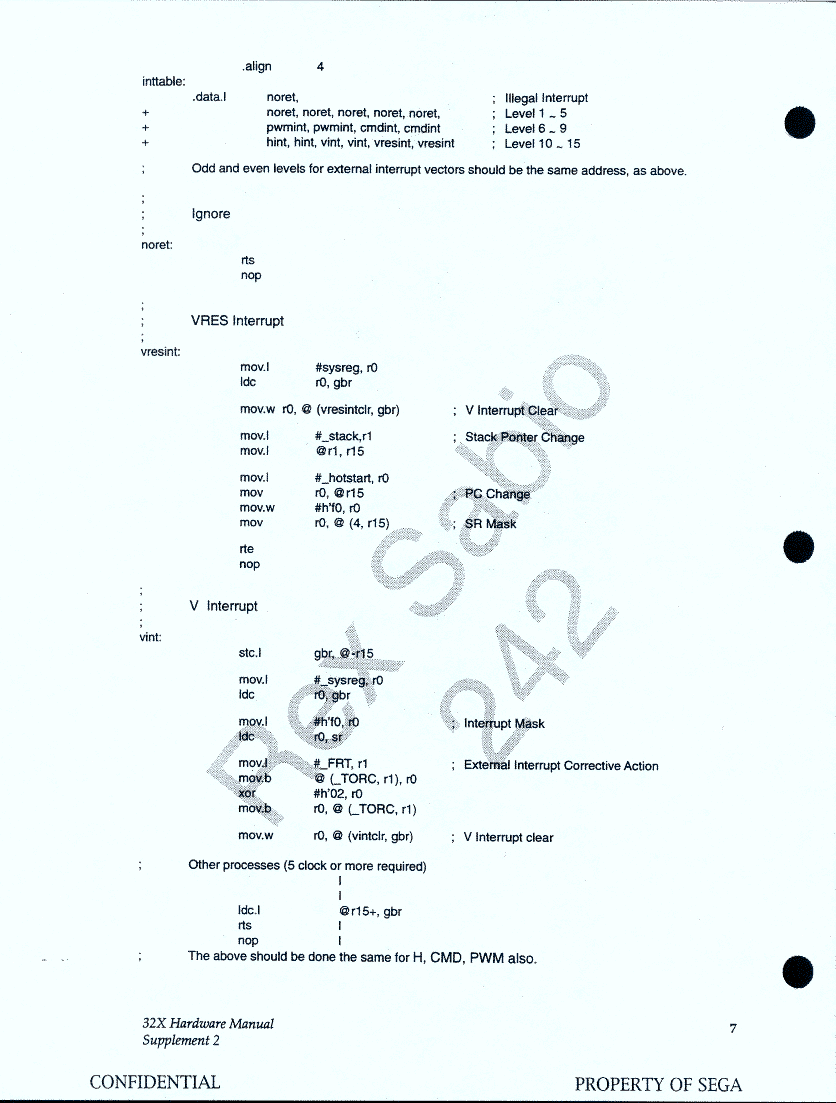 .align 4
inttable:
.data.l noret, ; Illegal Interrupt
+ noret, noret, noret, noret, noret, ; Level 1 ~ 5
+ pwmint, pwmint, cmdint, cmdint ; Level 6 ~ 9
+ hint, hint, vint, vint, vresint, vresint ; Level 10 ~ 15
; Odd and even levels for external interrupt vectors should be the same address, as above.
;
; Ignore
;
noret:
rts
nop
;
; VRES Interrupt
;
vresint:
mov.l #sysreg, r0
ldc r0, gbr
mov.w r0, @ (vresintclr, gbr) ; V Interrupt Clear
mov.l #_stack,r1 ; Stack Ponter Change
mov.l @r1, r15
mov.l #_hotstart, r0
mov r0, @r15 ; PC Change
mov.w #h'f0, r0
mov r0, @ (4, r15) ; SR Mask
rte
nop
;
; V Interrupt
;
vint:
stc.l gbr, @-r15
mov.l #_sysreg, r0
ldc r0, gbr
mov.l #h'f0, r0 ; Interrupt Mask
ldc r0, sr
mov.l #_FRT, r1 ; External Interrupt Corrective Action
mov.b @ (_TORC, r1), r0
xor #h'02, r0
mov.b r0, @ (_TORC, r1)
mov.w r0, @ (vintclr, gbr) ; V Interrupt clear
; Other processes (5 clock or more required)
|
|
ldc.l @r15+, gbr
rts |
nop |
; The above should be done the same for H, CMD, PWM also.
Rex Sabio
242
32X Hardware Manual 7
Supplement 2
CONFIDENTIAL PROPERTY OF SEGA